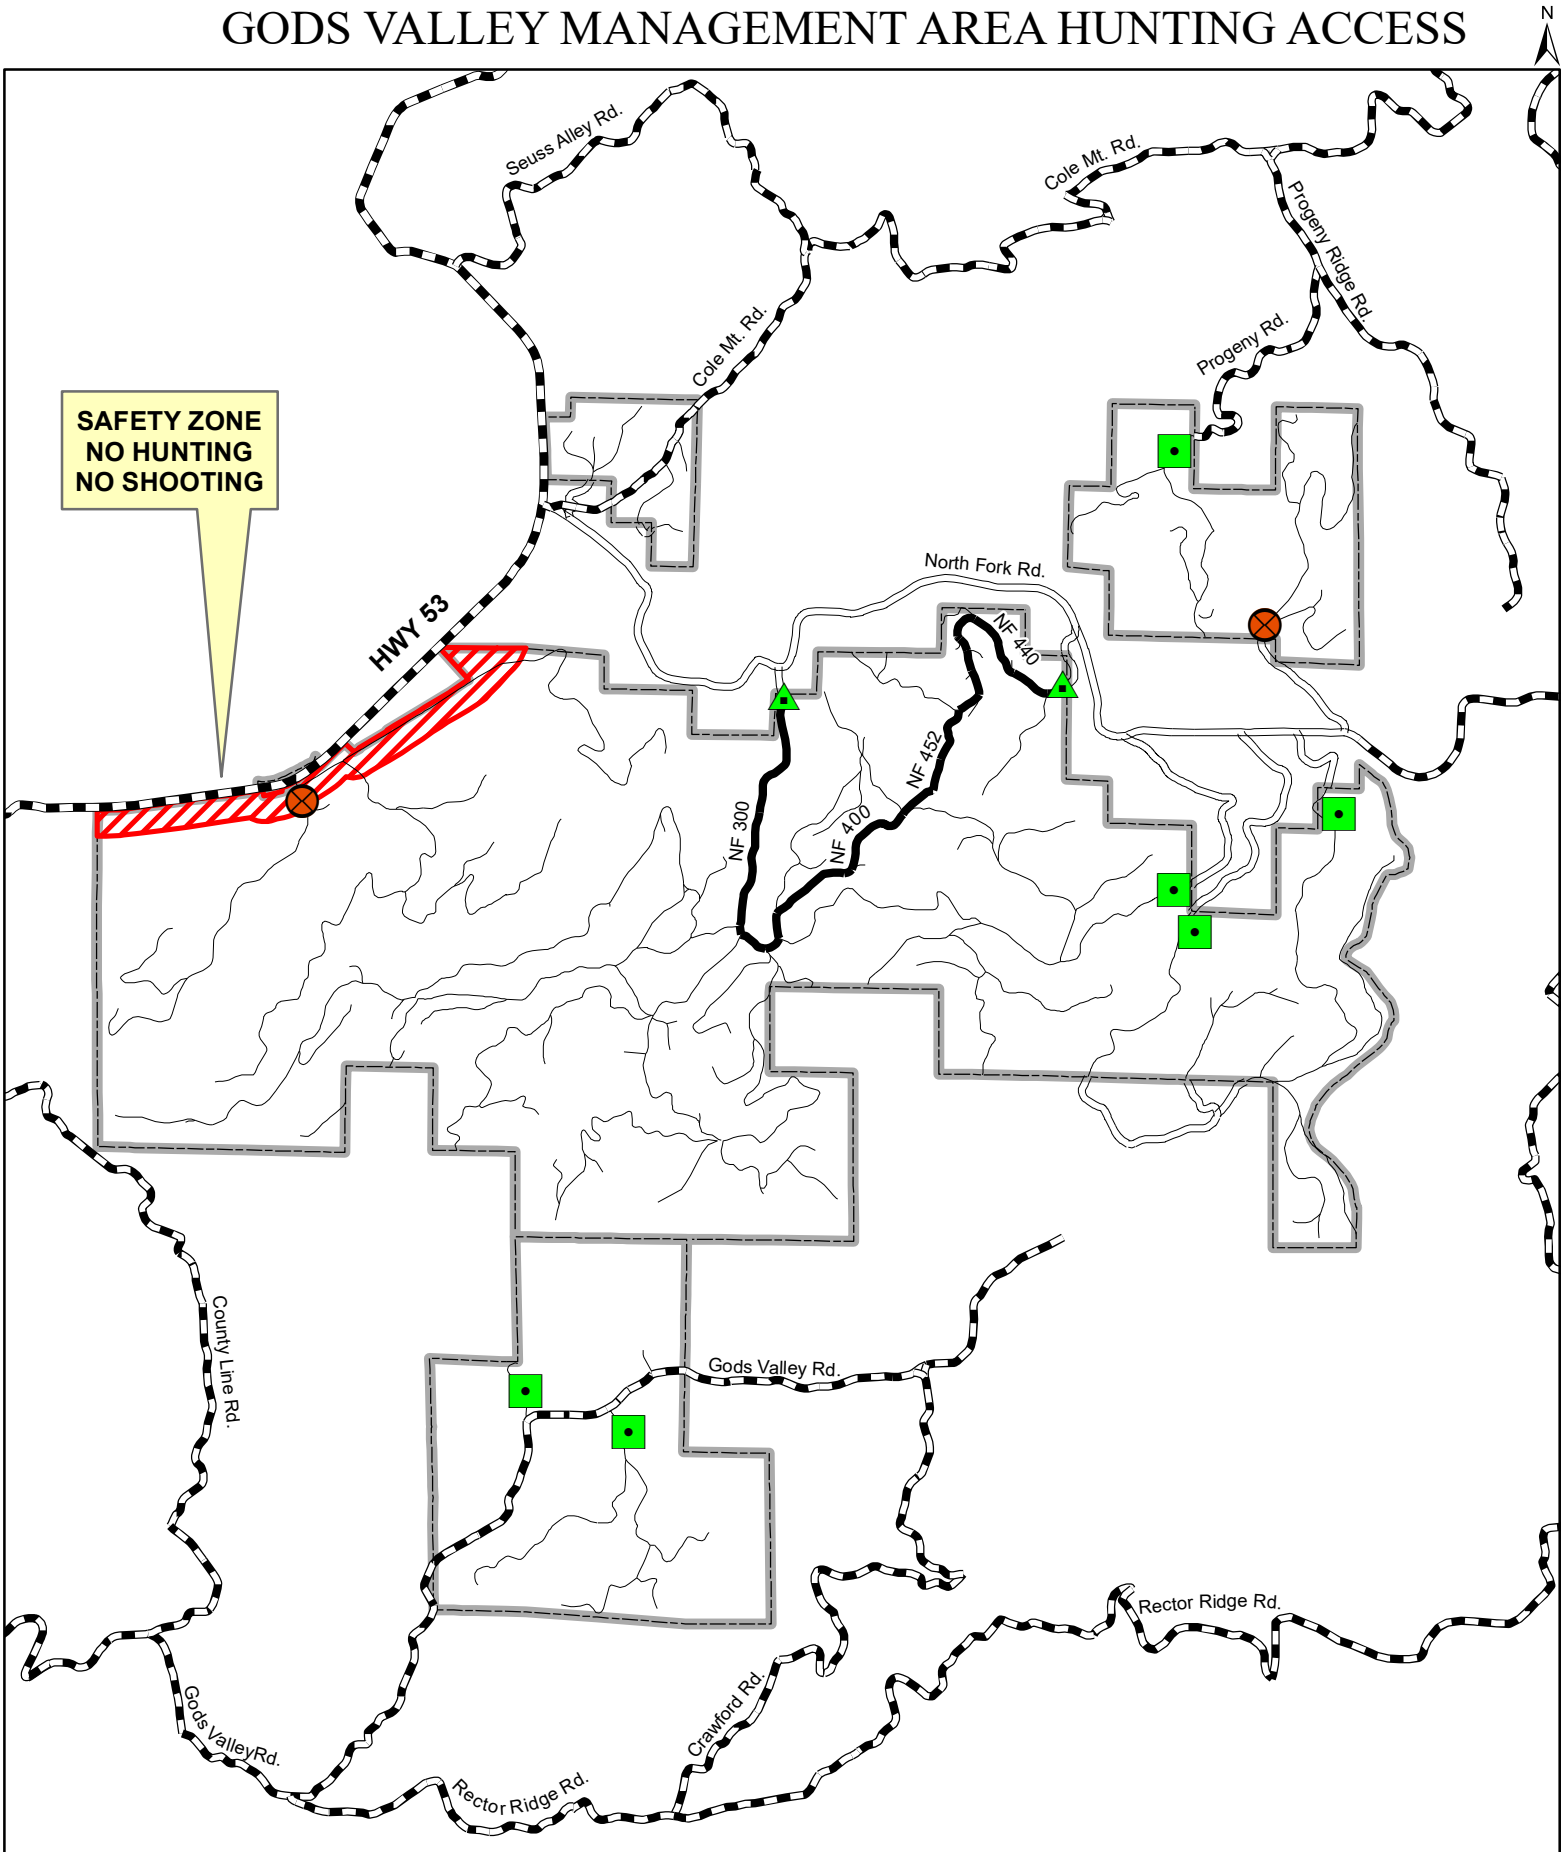 GODS VALLEY MANAGEMENT AREA HUNTING ACCESS
N
Seuss Alley Rd.
Cole Mt. Rd.
Progeny Ridge Rd.
Cole Mt. Rd.
Progeny Rd.
SAFETY ZONE
NO HUNTING
NO SHOOTING
North Fork Rd.
HWY 53
NF 440
NF 452
NF 300
NF 400
County Line Rd.
Gods Valley Rd.
Rector Ridge Rd.
Gods ValleyRd.
Crawford Rd.
Rector Ridge Rd.